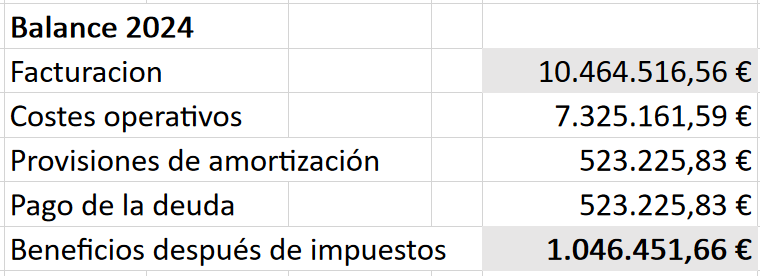 Balance 2024
Facturacion 10.464.516,56 €
Costes operativos 7.325.161,59 €
Provisiones de amortización 523.225,83 €
Pago de la deuda 523.225,83 €
Beneficios después de impuestos 1.046.451,66 €